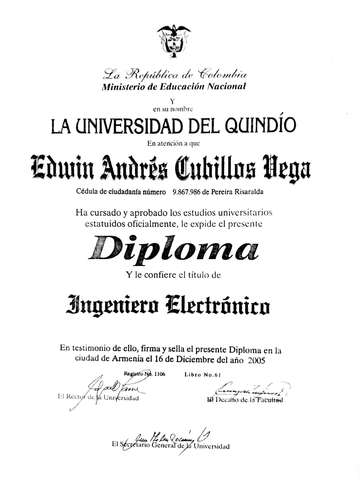 La República de Colombia
Ministerio de Educación Nacional
Y
en su nombre
LA UNIVERSIDAD DEL QUINDÍO
En atención a que
Edwin Andrés Cubillos Vega
Cédula de ciudadanía número 9.867.986 de Pereira Risaralda
Ha cursado y aprobado los estudios universitarios
estatuidos oficialmente, le expide el presente
Diploma
Y le confiere el título de
Ingeniero Electrónico
En testimonio de ello, firma y sella el presente Diploma en la
ciudad de Armenia el 16 de Diciembre del año 2005
Registro No. 1106 Libro No. 61
El Rector de la Universidad
El Decano de la Facultad
El Secretario General de la Universidad